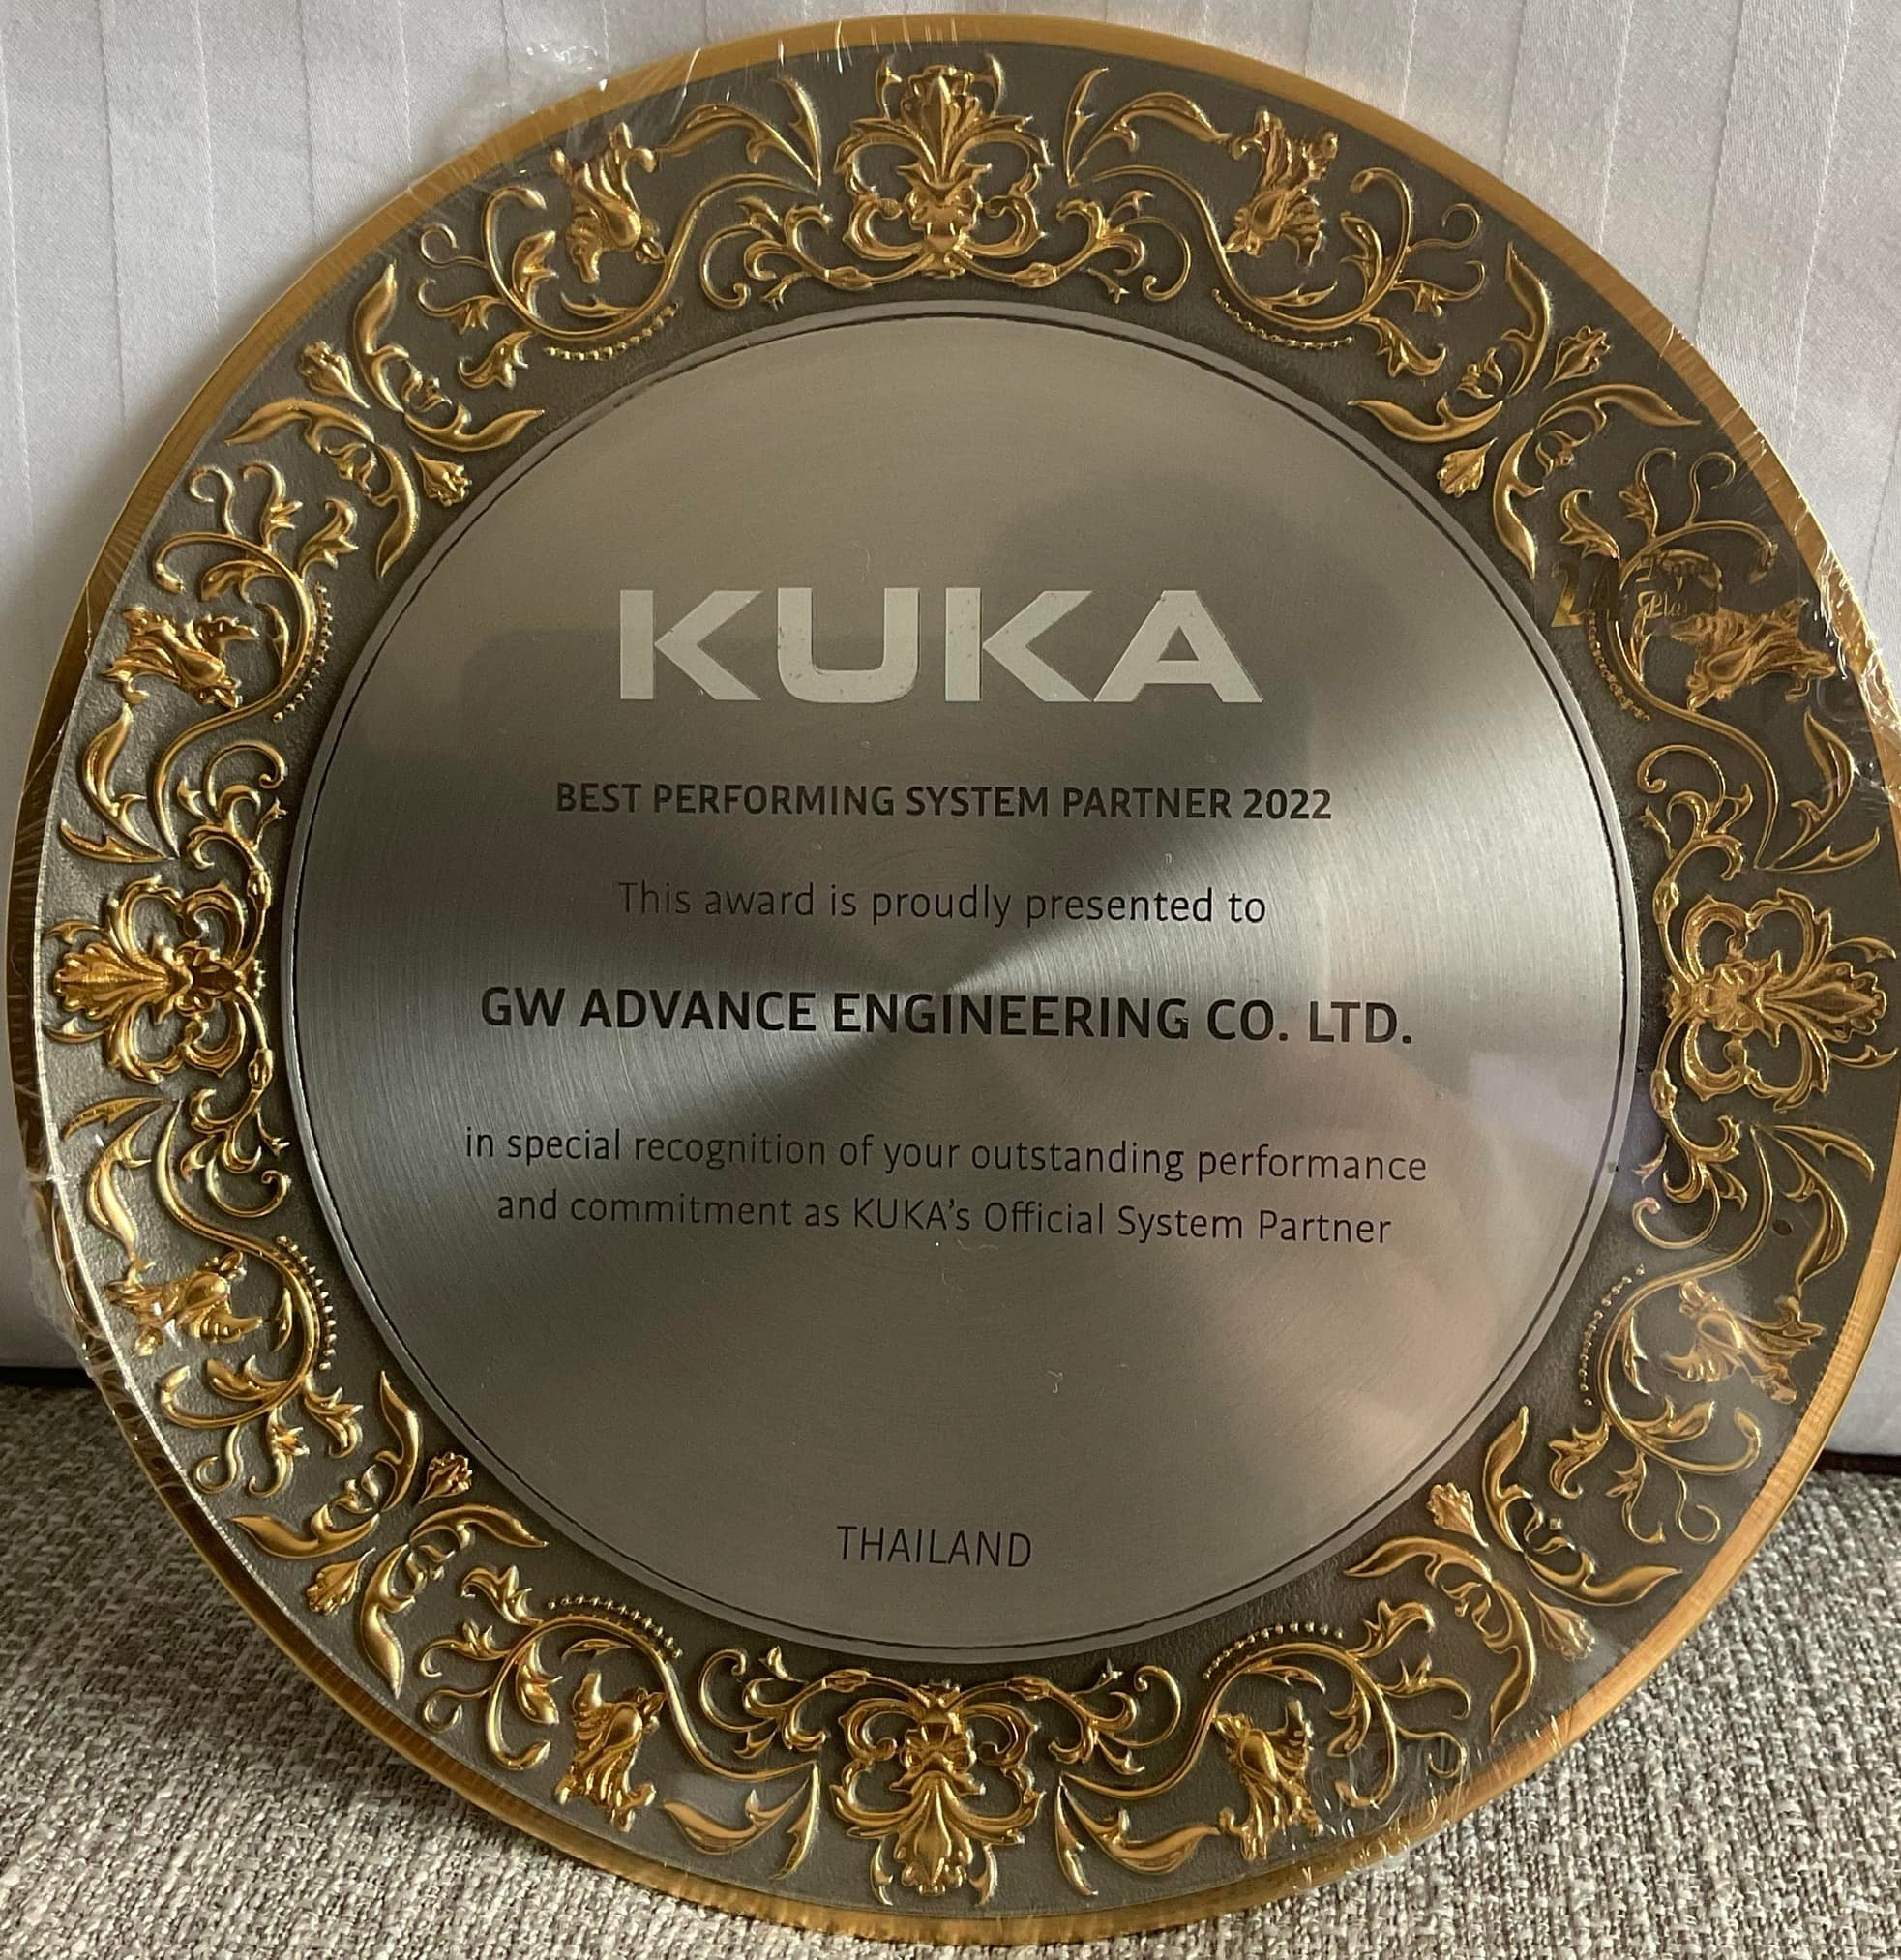 KUKA
BEST PERFORMING SYSTEM PARTNER 2022
This award is proudly presented to
GW ADVANCE ENGINEERING CO. LTD.
in special recognition of your outstanding performance
and commitment as KUKA's Official System Partner
THAILAND